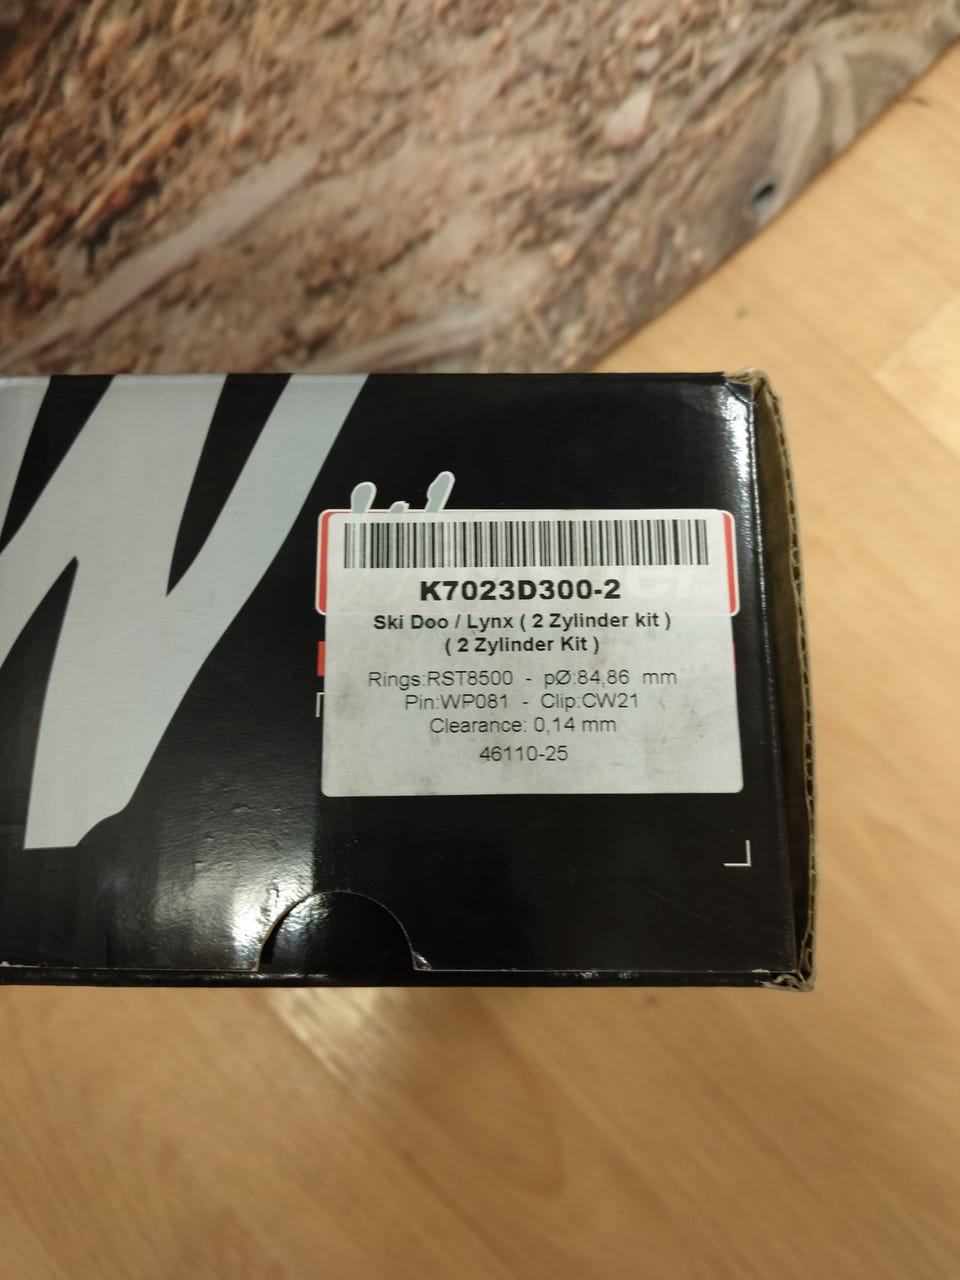 K7023D300-2
Ski Doo / Lynx ( 2 Zylinder kit )
( 2 Zylinder Kit )
Rings:RST8500 - pØ:84,86 mm
Pin:WP081 - Clip:CW21
Clearance: 0,14 mm
46110-25